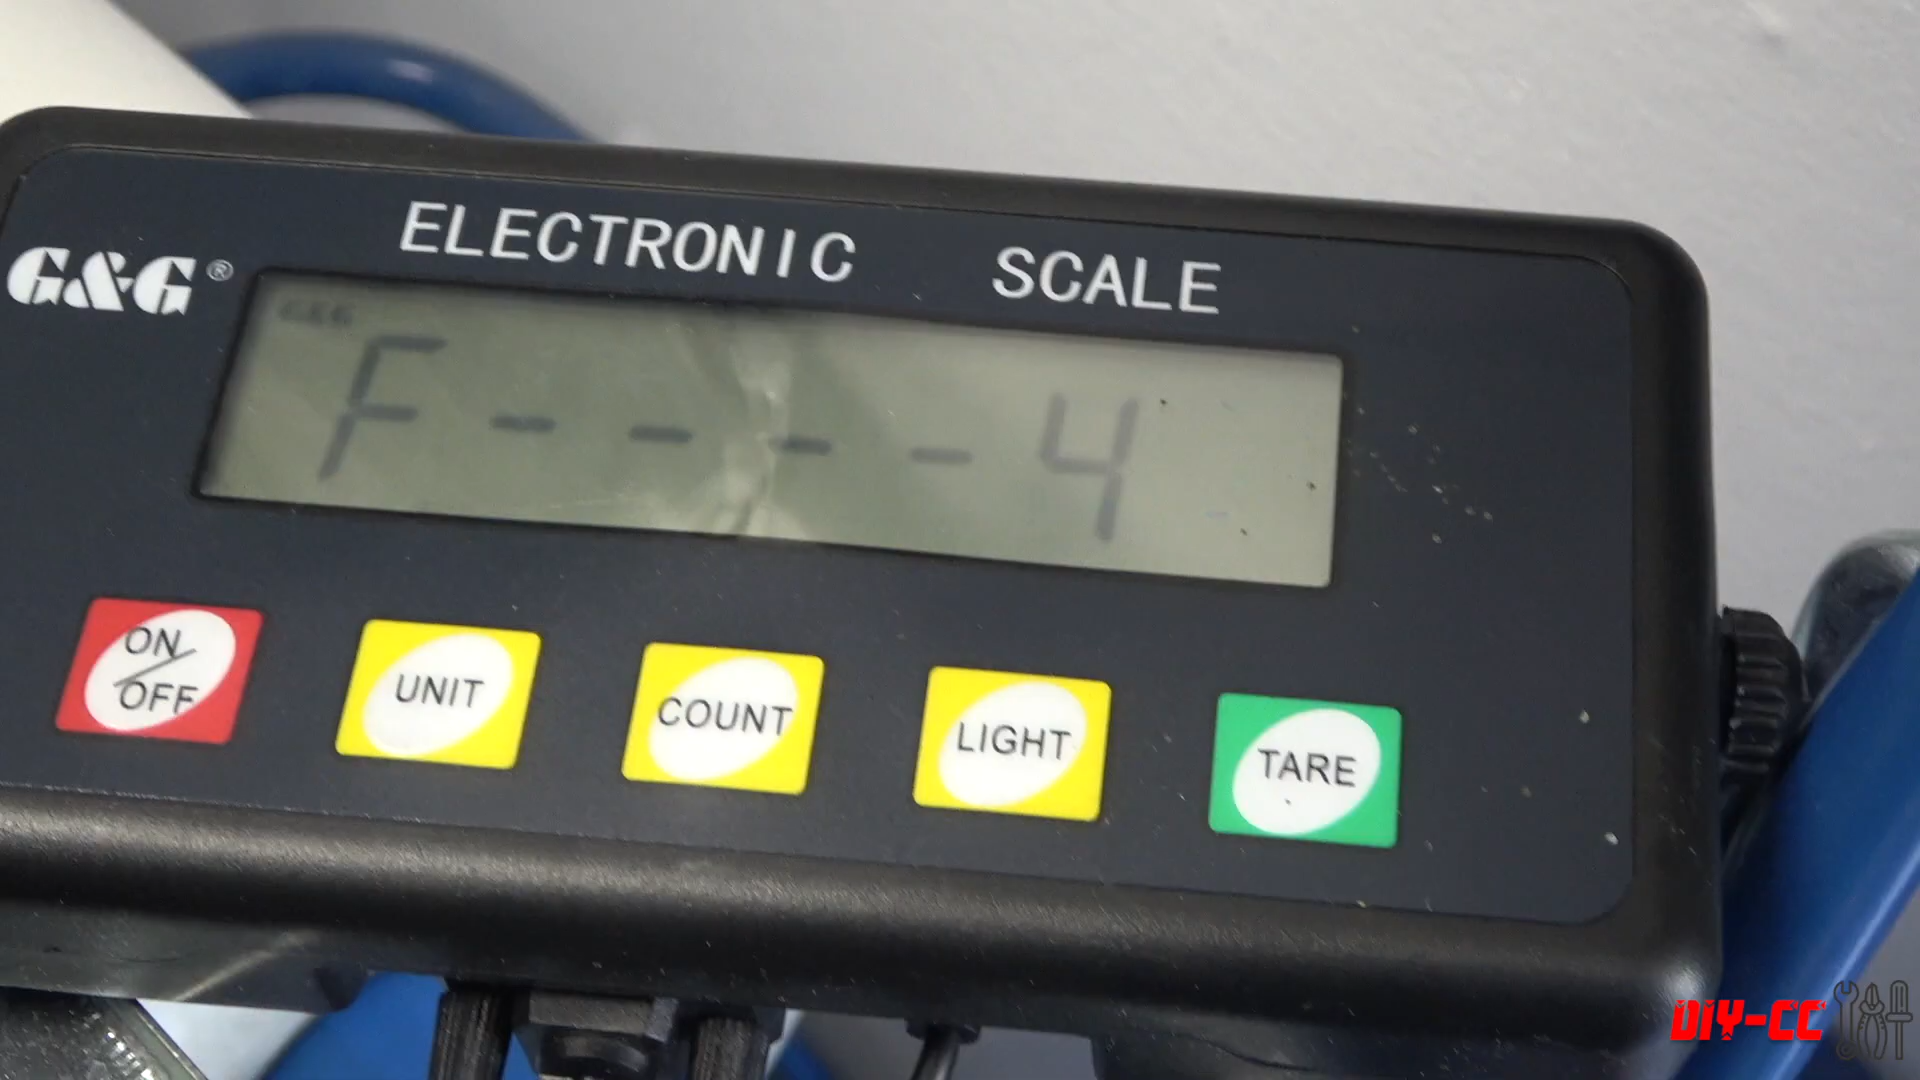 ELECTRONIC SCALE
G&G®
G&G
F----4
ON/OFF
UNIT
COUNT
LIGHT
TARE
DIY-CC